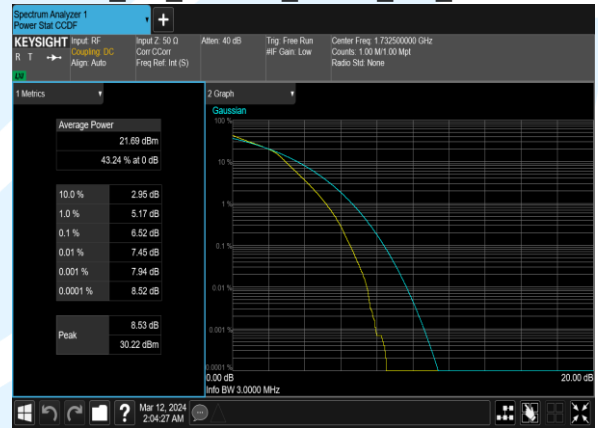 Spectrum Analyzer 1
Power Stat CCDF
KEYSIGHT
R T
LW
Input: RF
Coupling: DC
Align: Auto
Input Z: 50 Ω
Corr CCorr
Freq Ref: Int (S)
Atten: 40 dB
Trig: Free Run
#IF Gain: Low
Center Freq: 1.732500000 GHz
Counts: 1.00 M/1.00 Mpt
Radio Std: None
1 Metrics
Average Power
21.69 dBm
43.24 % at 0 dB
10.0 % 2.95 dB
1.0 % 5.17 dB
0.1 % 6.52 dB
0.01 % 7.45 dB
0.001 % 7.94 dB
0.0001 % 8.52 dB
Peak
8.53 dB
30.22 dBm
2 Graph
Gaussian
100 %
10 %
1 %
0.1 %
0.01 %
0.001 %
0.0001 %
0.00 dB
20.00 dB
Info BW 3.0000 MHz
?
Mar 12, 2024
2:04:27 AM